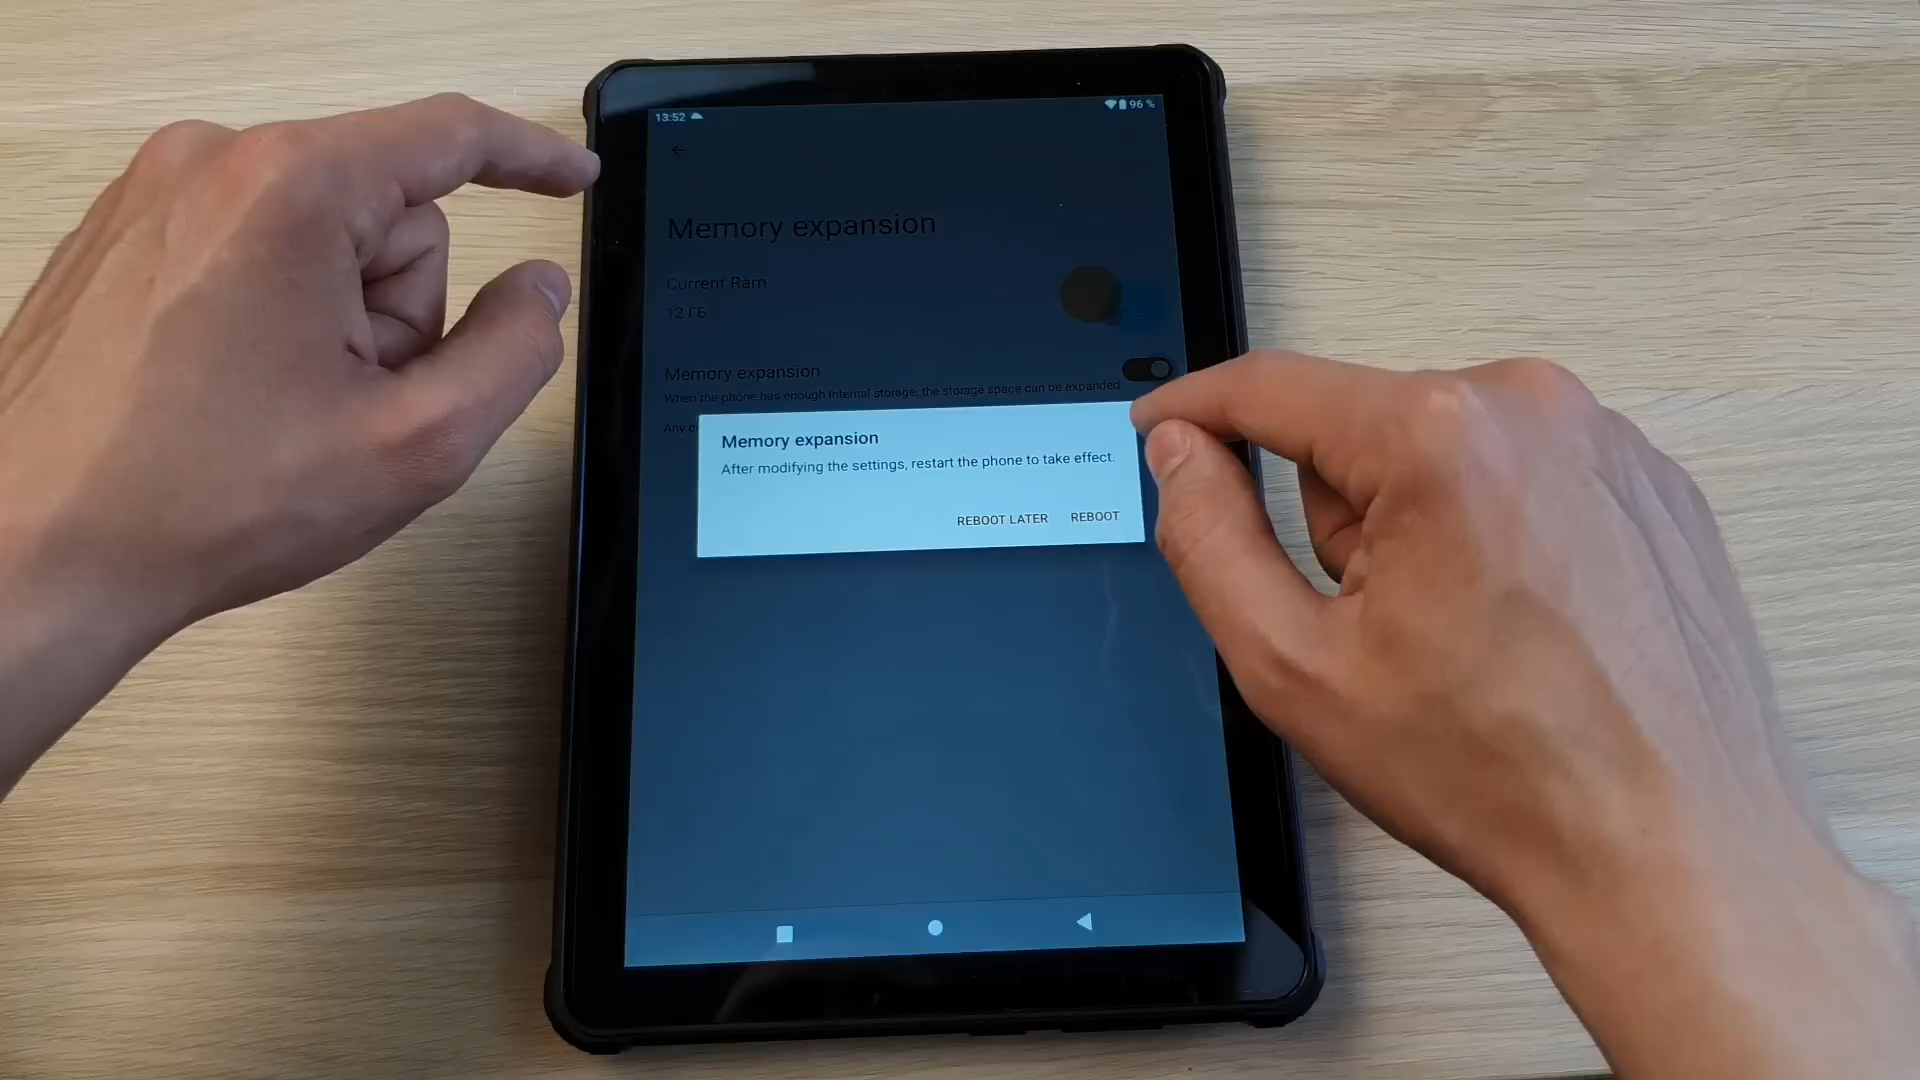 13:52
96 %
Memory expansion
Current Ram
12 ГБ
Memory expansion
When the phone has enough internal storage, the storage space can be expanded
Any
Memory expansion
After modifying the settings, restart the phone to take effect.
REBOOT LATER REBOOT